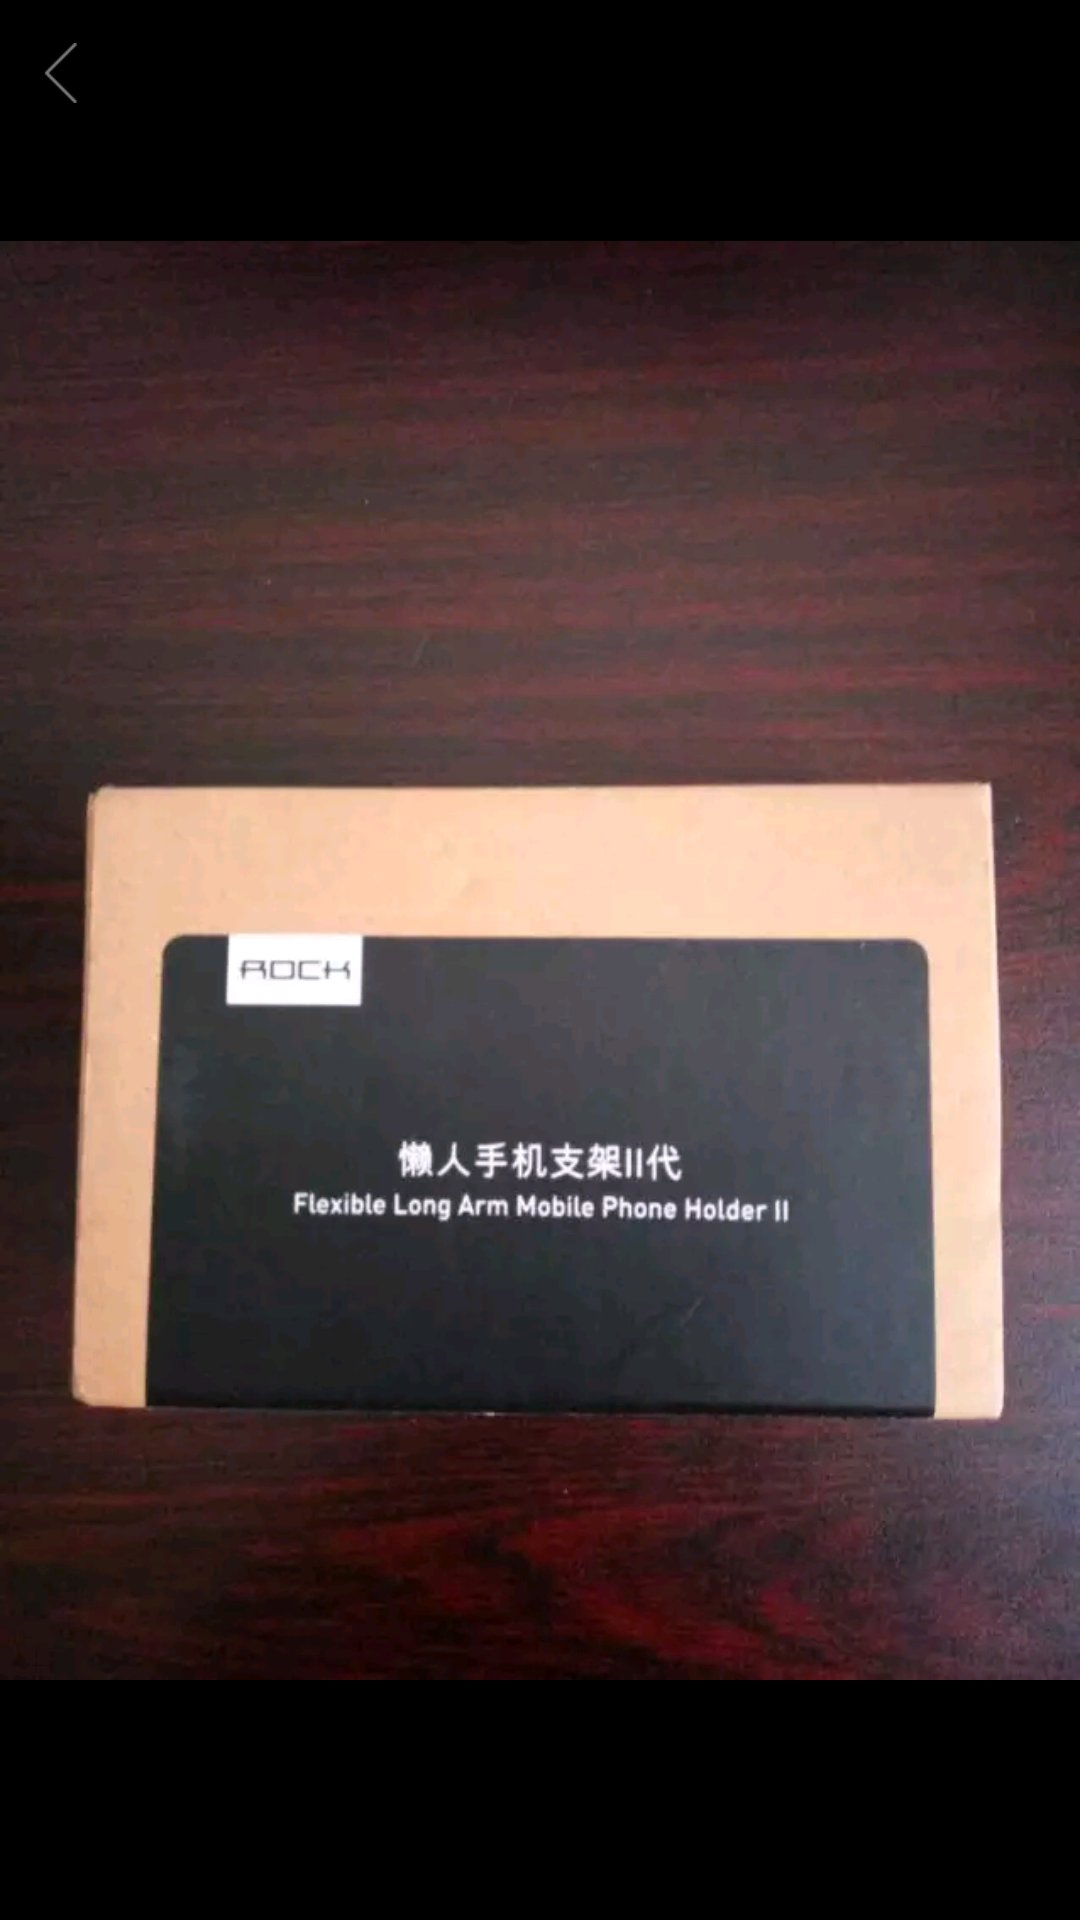 ROCK
懒人手机支架II代
Flexible Long Arm Mobile Phone Holder II